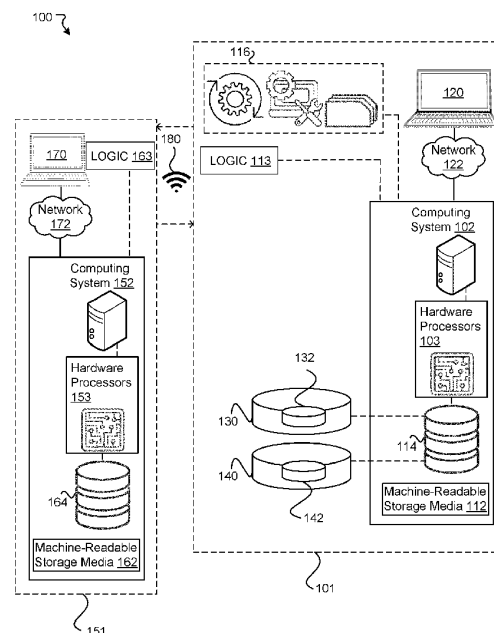 100
116
120
170
LOGIC 163
180
LOGIC 113
Network
122
Network
172
Computing
System 102
Computing
System 152
Hardware
Processors
103
Hardware
Processors
153
132
130
114
140
142
164
Machine-Readable
Storage Media 112
Machine-Readable
Storage Media 162
101
151